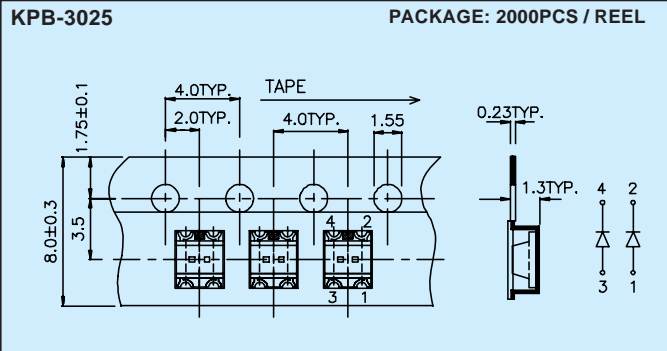 KPB-3025
PACKAGE: 2000PCS / REEL
4.0TYP.
TAPE
2.0TYP.
4.0TYP.
1.55
0.23TYP.
1.75±0.1
1.3TYP.
8.0±0.3
3.5
4 2
4 2
3 1
3 1